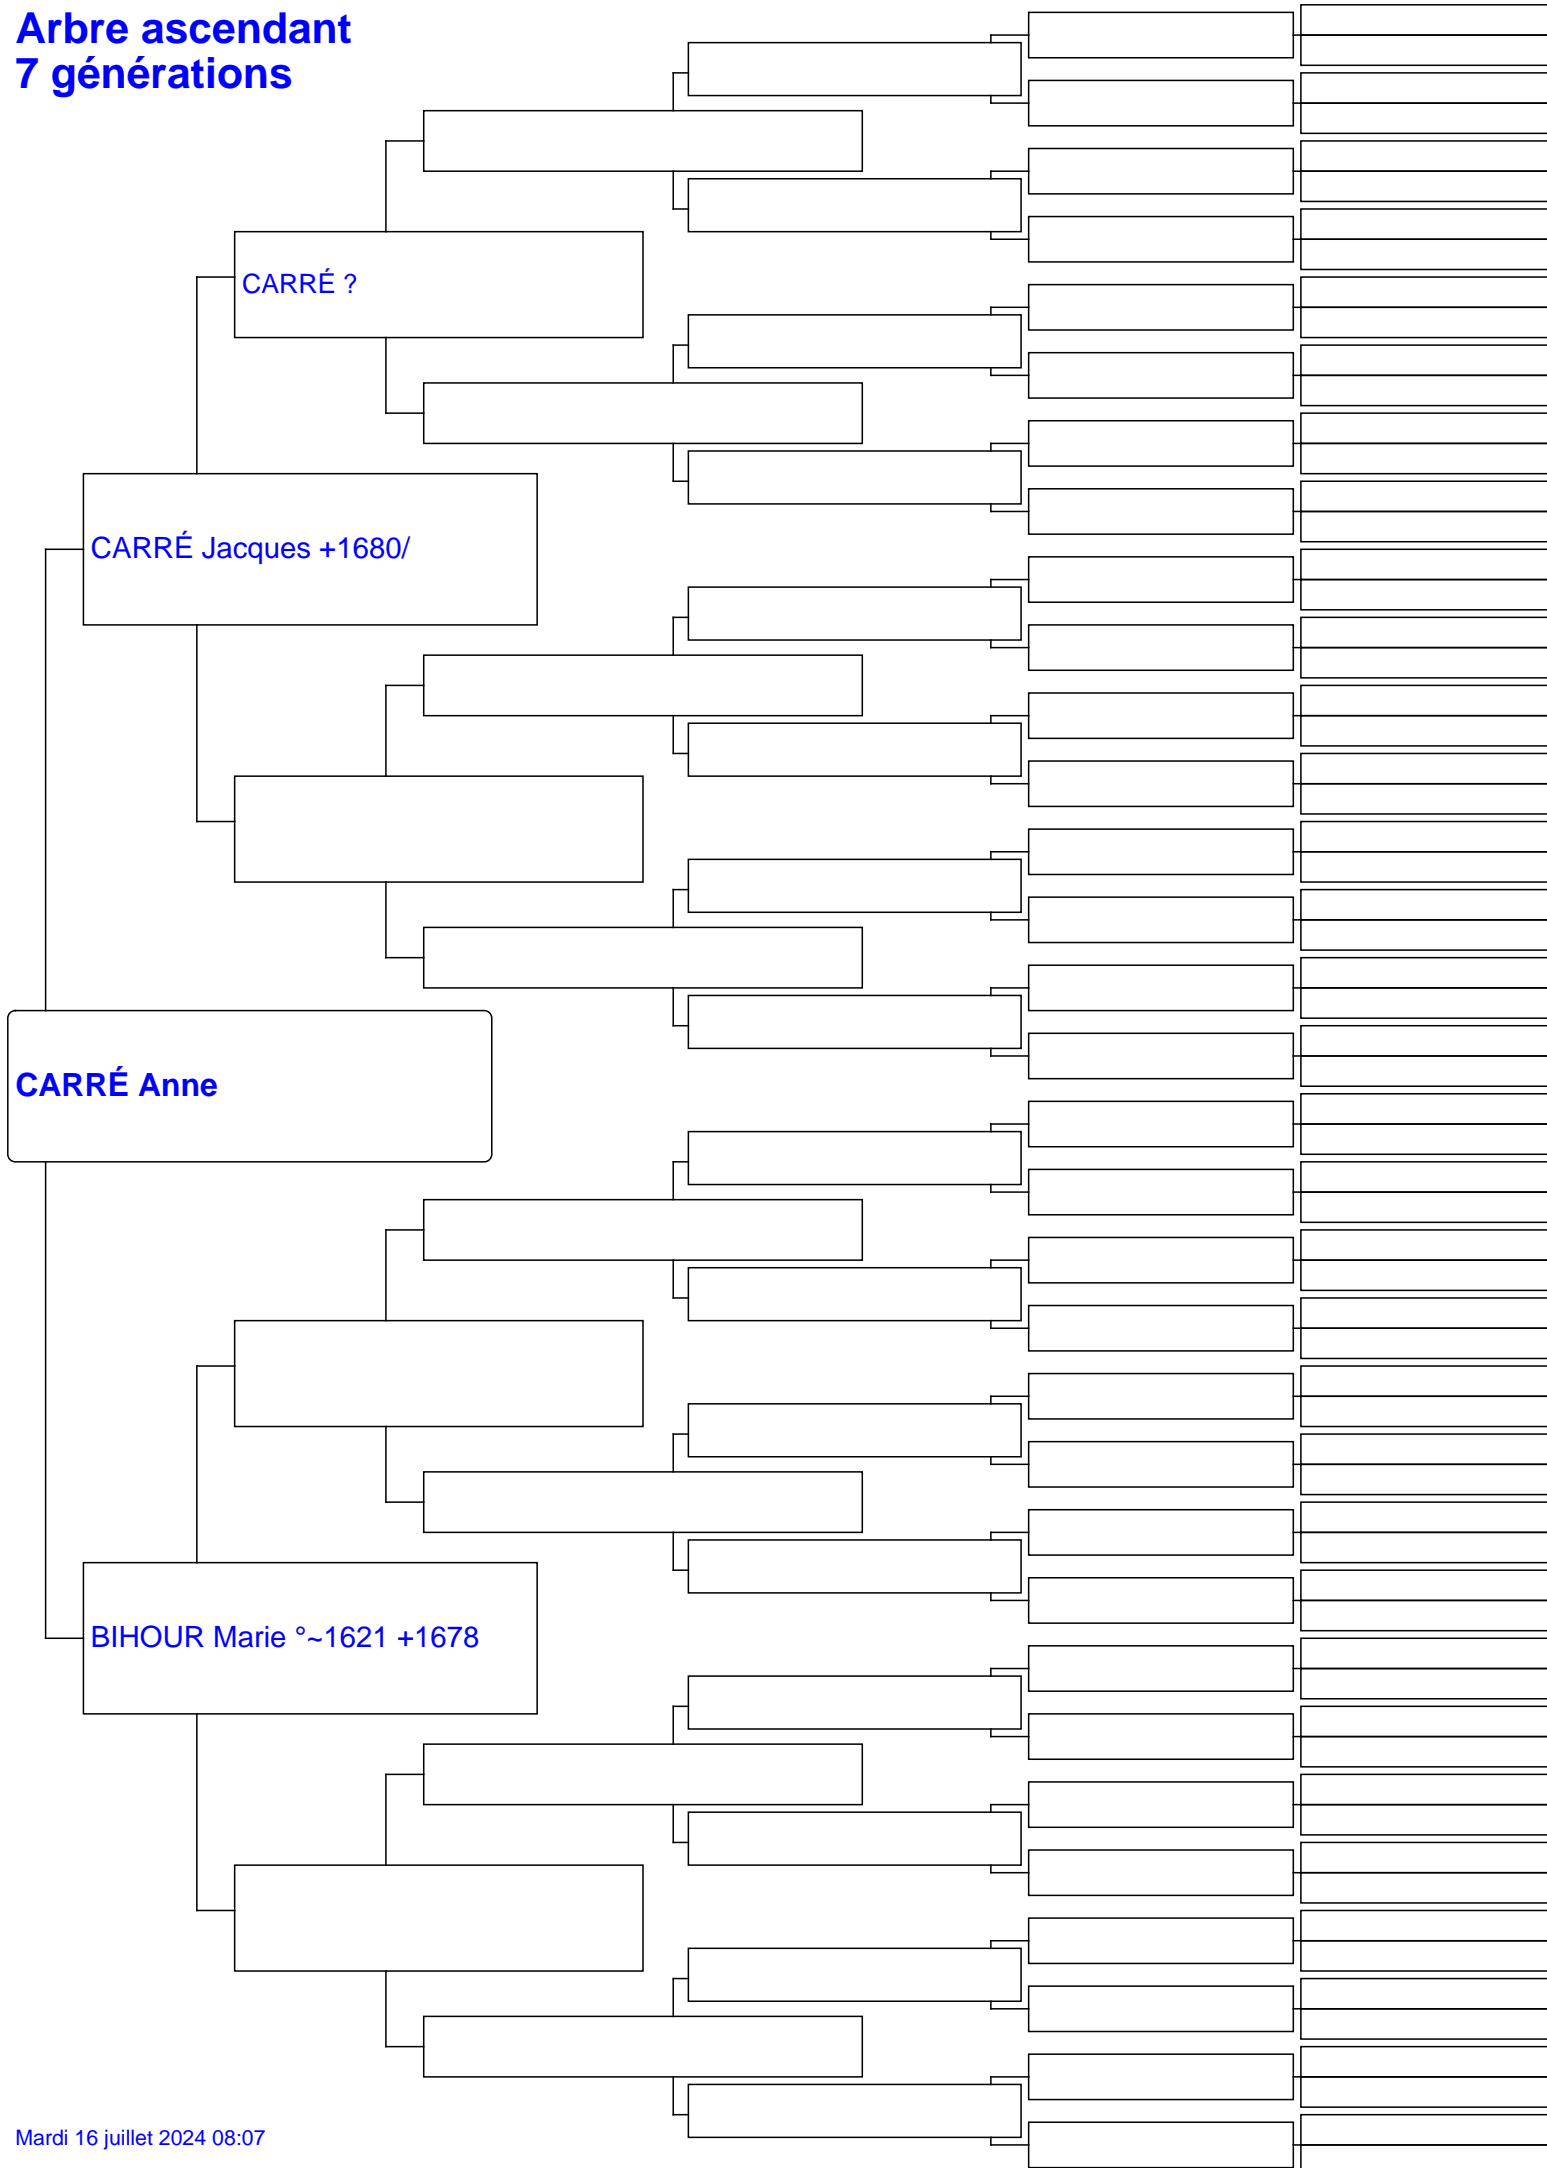 Arbre ascendant
7 générations
CARRÉ ?
CARRÉ Jacques +1680/
CARRÉ Anne
BIHOUR Marie °~1621 +1678
Mardi 16 juillet 2024 08:07